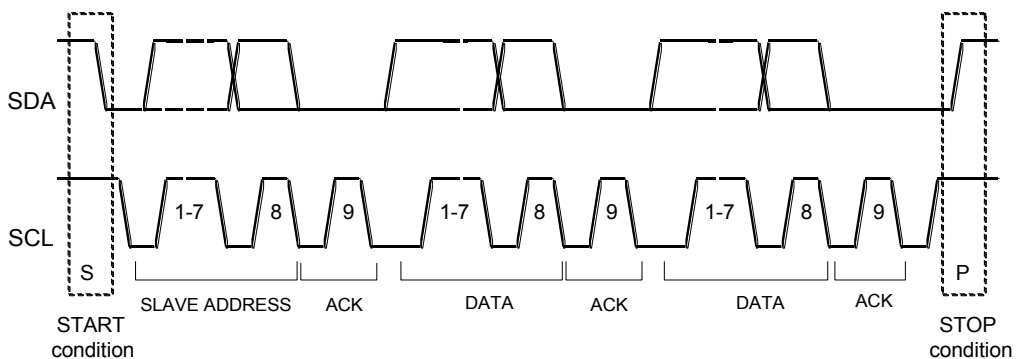 SDA
1-7 8 9 1-7 8 9 1-7 8 9
SCL
S P
SLAVE ADDRESS ACK DATA ACK DATA ACK
START
condition
STOP
condition